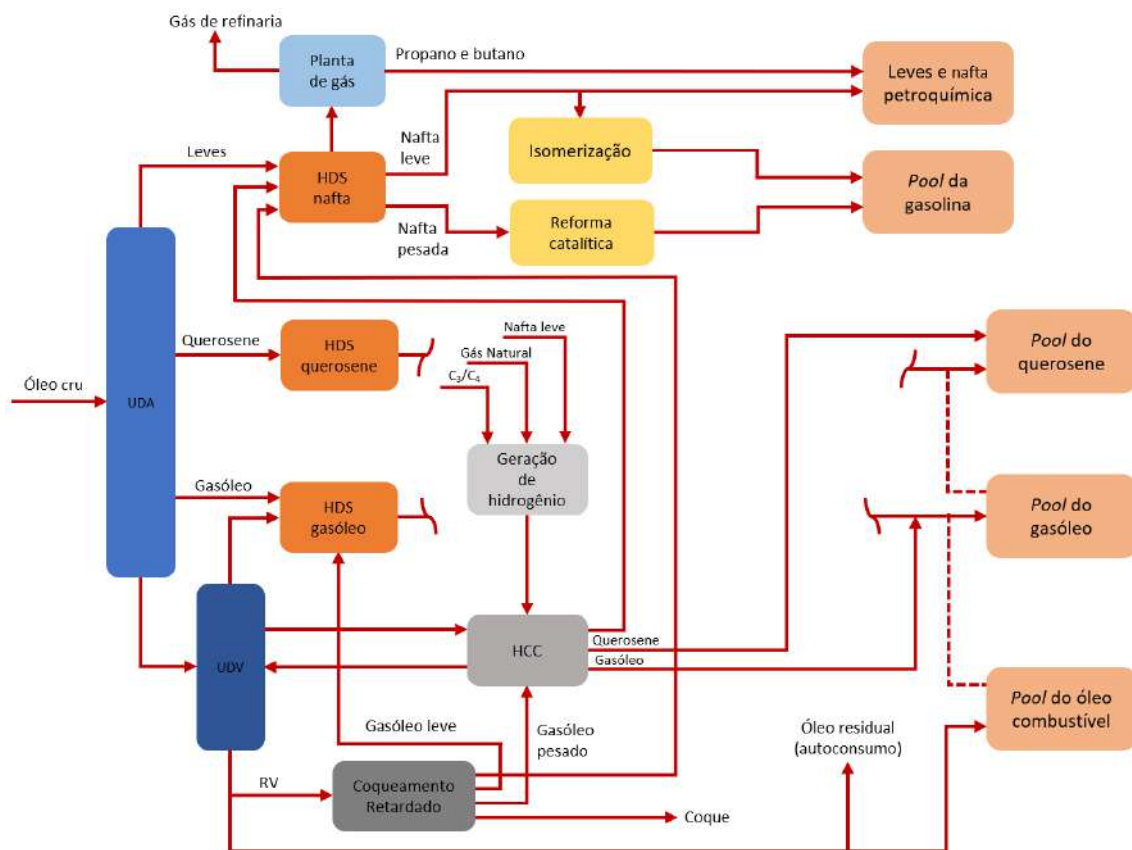 Gás de refinaria
Planta
de gás
Propano e butano
Leves e nafta
petroquímica
Leves
HDS
nafta
Nafta
leve
Isomerização
Nafta
pesada
Reforma
catalítica
Pool da
gasolina
Óleo cru
UDA
Querosene
HDS
querosene
Nafta leve
Gás Natural
C₃/C₄
Geração
de
hidrogênio
Pool do
querosene
Gasóleo
HDS
gasóleo
Pool do
gasóleo
UDV
HCC
Querosene
Gasóleo
Gasóleo leve
Gasóleo
pesado
Óleo residual
(autoconsumo)
Pool do óleo
combustível
RV
Coqueamento
Retardado
Coque